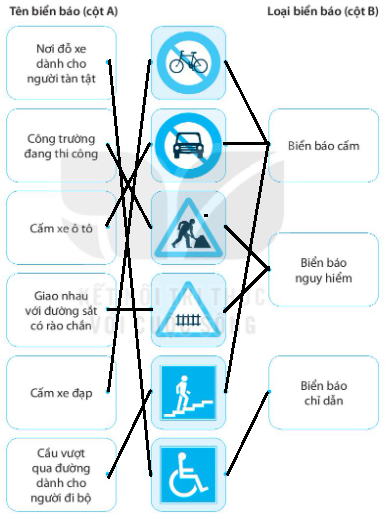 Tên biển báo (cột A)
Loại biển báo (cột B)
Nơi đỗ xe
dành cho
người tàn tật
Công trường
đang thi công
Biển báo cấm
Cấm xe ô tô
Biển báo
nguy hiểm
Giao nhau
với đường sắt
có rào chắn
KẾT NỐI TRI THỨC
VỚI CUỘC SỐNG
Cấm xe đạp
Biển báo
chỉ dẫn
Cầu vượt
qua đường
dành cho
người đi bộ